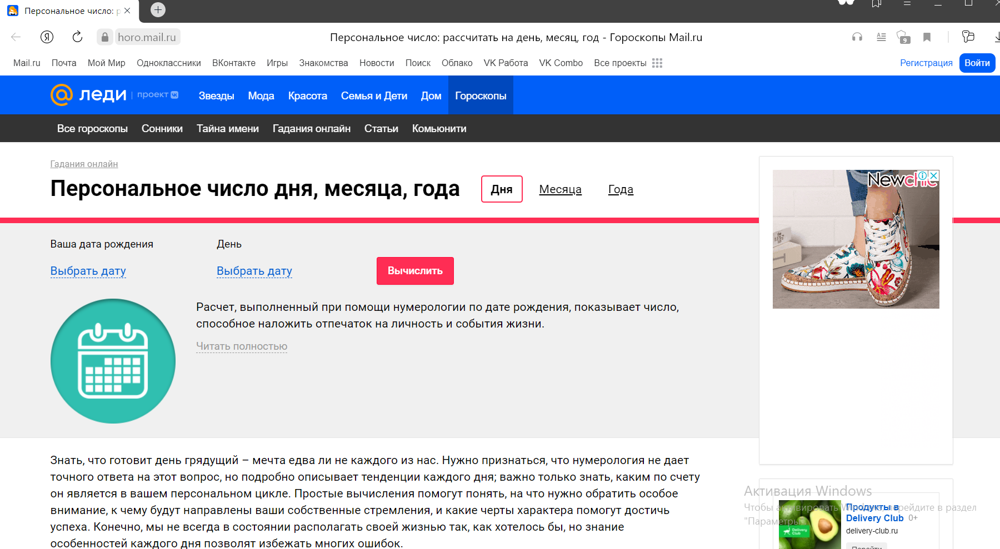 Персональное число: р
Я
horo.mail.ru
Персональное число: рассчитать на день, месяц, год - Гороскопы Mail.ru
9
Mail.ru Почта Мой Мир Одноклассники ВКонтакте Игры Знакомства Новости Поиск Облако VK Работа VK Combo Все проекты
Регистрация Войти
@ леди проект
Звезды Мода Красота Семья и Дети Дом Гороскопы
Все гороскопы Сонники Тайна имени Гадания онлайн Статьи Комьюнити
Гадания онлайн
Персональное число дня, месяца, года
Дня Месяца Года
Newchic
Ваша дата рождения День
Выбрать дату Выбрать дату Вычислить
Расчет, выполненный при помощи нумерологии по дате рождения, показывает число,
способное наложить отпечаток на личность и события жизни.
Читать полностью
Знать, что готовит день грядущий – мечта едва ли не каждого из нас. Нужно признаться, что нумерология не дает
точного ответа на этот вопрос, но подробно описывает тенденции каждого дня; важно только знать, каким по счету
он является в вашем персональном цикле. Простые вычисления помогут понять, на что нужно обратить особое
внимание, к чему будут направлены ваши собственные стремления, и какие черты характера помогут достичь
успеха. Конечно, мы не всегда в состоянии располагать своей жизнью так, как хотелось бы, но знание
особенностей каждого дня позволят избежать многих ошибок.
Активация Windows
Чтобы активировать Windows, перейдите в раздел
"Параметры".
Delivery Club
Продукты в
Delivery Club 0+
delivery-club.ru
Перейти